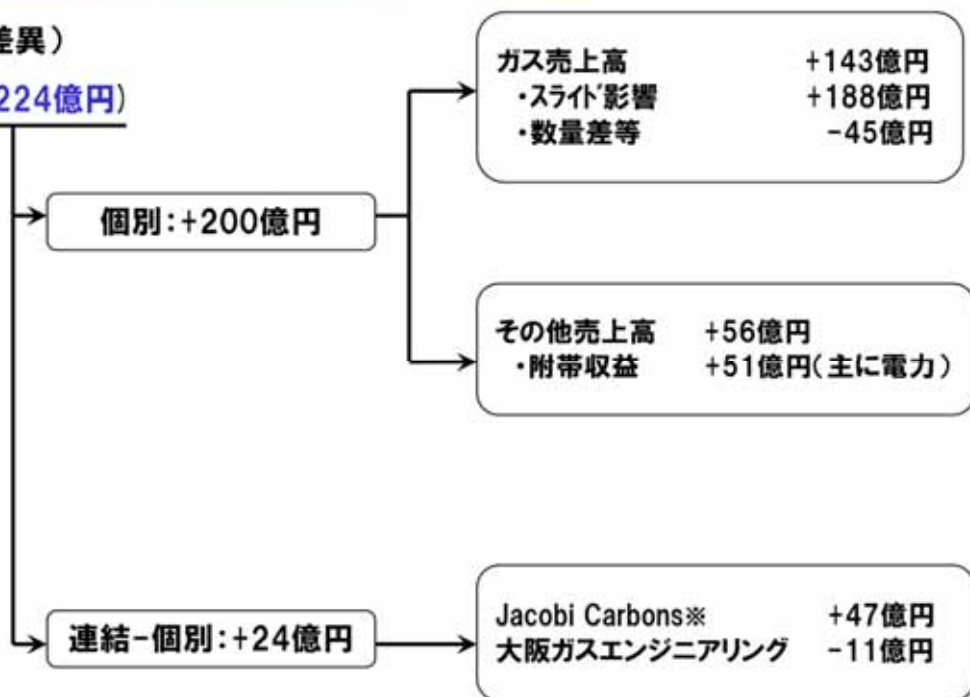 差異）
224億円)
個別：+200億円
ガス売上高 +143億円
・スライド影響 +188億円
・数量差等 -45億円
その他売上高 +56億円
・附帯収益 +51億円（主に電力）
連結-個別：+24億円
Jacobi Carbons※ +47億円
大阪ガスエンジニアリング -11億円